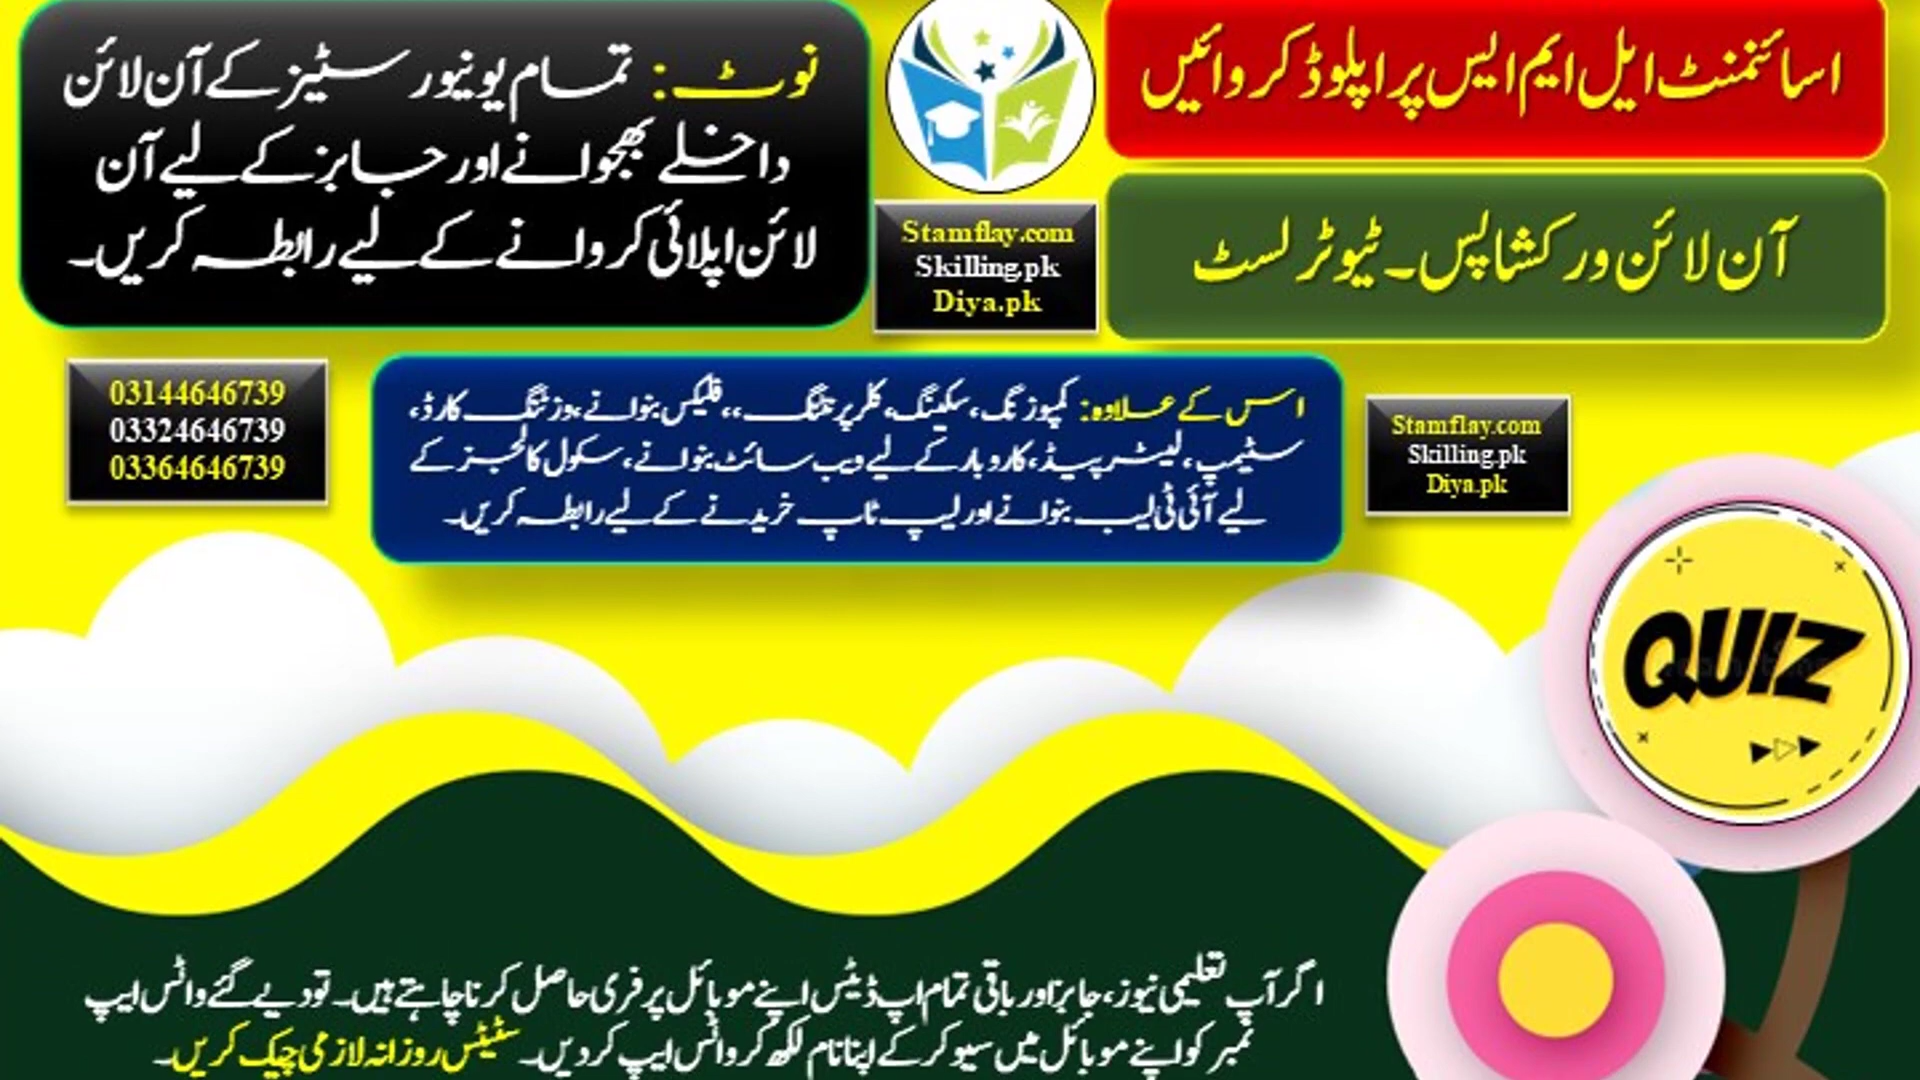 اسائنمنٹ ایل ایم ایس پر اپلوڈ کروائیں
آن لائن ورکشاپس۔ ٹیوٹر لسٹ
نوٹ: تمام یونیورسٹیز کے آن لائن
داخلے بھجوانے اور جابز کے لیے آن
لائن اپلائی کروانے کے لیے رابطہ کریں۔
Stamflay.com
Skilling.pk
Diya.pk
03144646739
03324646739
03364646739
اس کے علاوہ: کمپوزنگ، سکیننگ، کلر پرنٹنگ،، فلیکس بنوانے، وزٹنگ کارڈ،
سٹیمپ، لیٹر پیڈ، کاروبار کے لیے ویب سائٹ بنوانے، سکول کالجز کے
لیے آئی ٹی لیب بنوانے اور لیپ ٹاپ خریدنے کے لیے رابطہ کریں۔
Stamflay.com
Skilling.pk
Diya.pk
QUIZ
اگر آپ تعلیمی نیوز، جابز اور باقی تمام اپ ڈیٹس اپنے موبائل پر فری حاصل کرنا چاہتے ہیں۔ تو دیے گئے واٹس ایپ
نمبر کو اپنے موبائل میں سیو کر کے اپنا نام لکھ کر واٹس ایپ کر دیں۔ سٹیٹس روزانہ لازمی چیک کریں۔